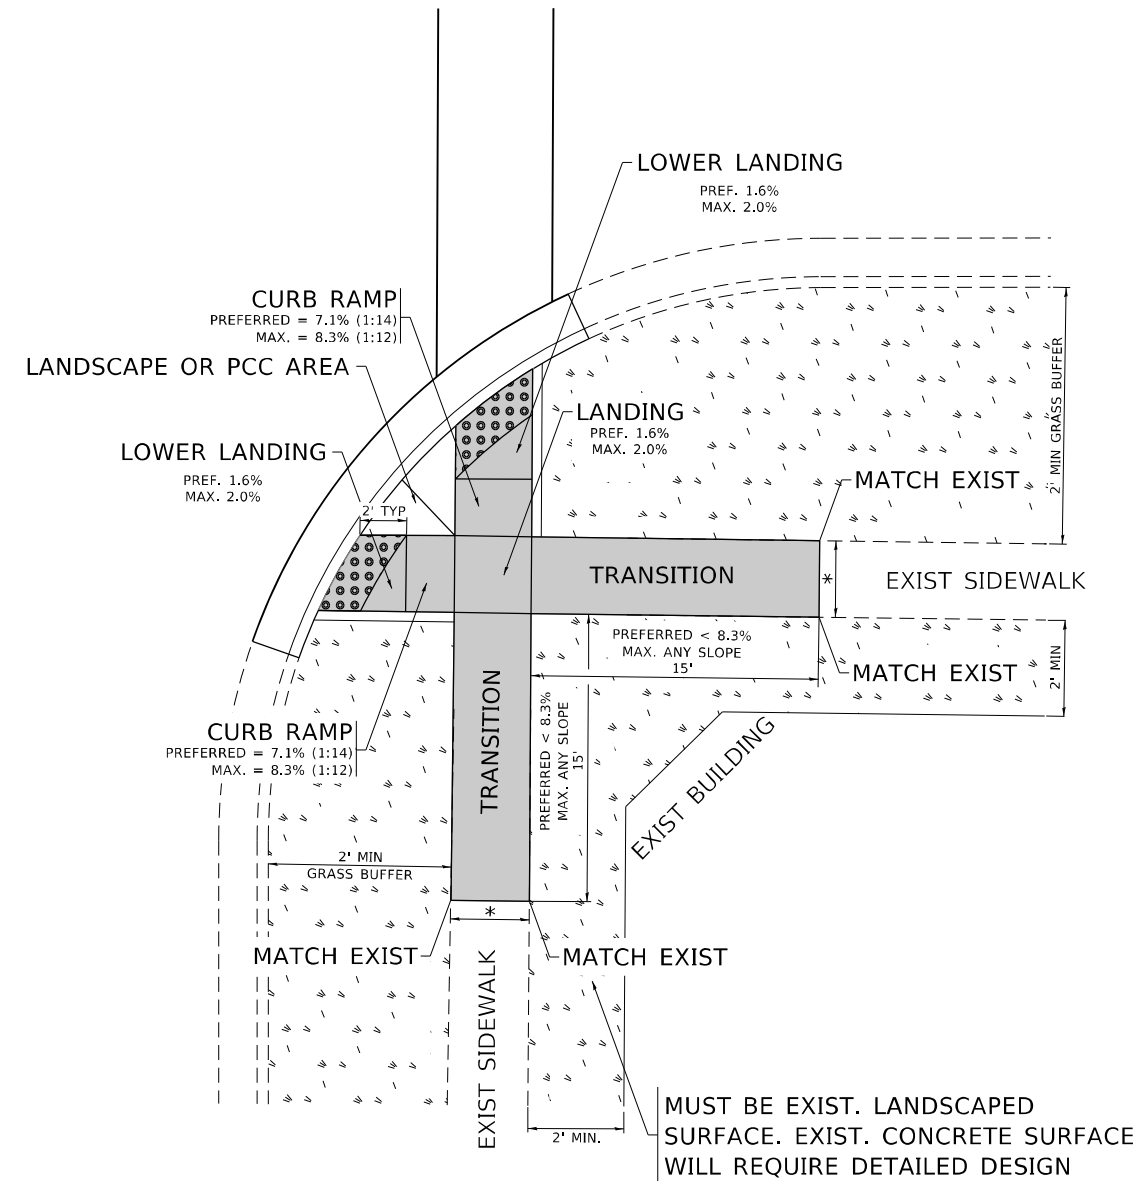 LOWER LANDING
PREF. 1.6%
MAX. 2.0%
CURB RAMP
PREFERRED = 7.1% (1:14)
MAX. = 8.3% (1:12)
LANDSCAPE OR PCC AREA
LANDING
PREF. 1.6%
MAX. 2.0%
LOWER LANDING
PREF. 1.6%
MAX. 2.0%
2' TYP
2' MIN GRASS BUFFER
MATCH EXIST
TRANSITION
*
EXIST SIDEWALK
PREFERRED < 8.3%
MAX. ANY SLOPE
15'
MATCH EXIST
2' MIN
CURB RAMP
PREFERRED = 7.1% (1:14)
MAX. = 8.3% (1:12)
TRANSITION
PREFERRED < 8.3%
MAX. ANY SLOPE
15'
EXIST BUILDING
2' MIN
GRASS BUFFER
*
MATCH EXIST
MATCH EXIST
EXIST SIDEWALK
2' MIN.
MUST BE EXIST. LANDSCAPED
SURFACE. EXIST. CONCRETE SURFACE
WILL REQUIRE DETAILED DESIGN